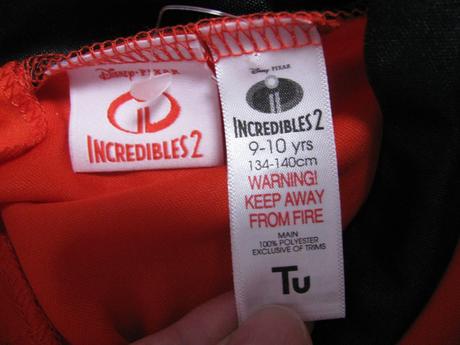 Disney·PIXAR
INCREDIBLES 2
Disney·PIXAR
INCREDIBLES 2
9-10 yrs
134-140cm
WARNING!
KEEP AWAY
FROM FIRE
MAIN
100% POLYESTER
EXCLUSIVE OF TRIMS
Tu